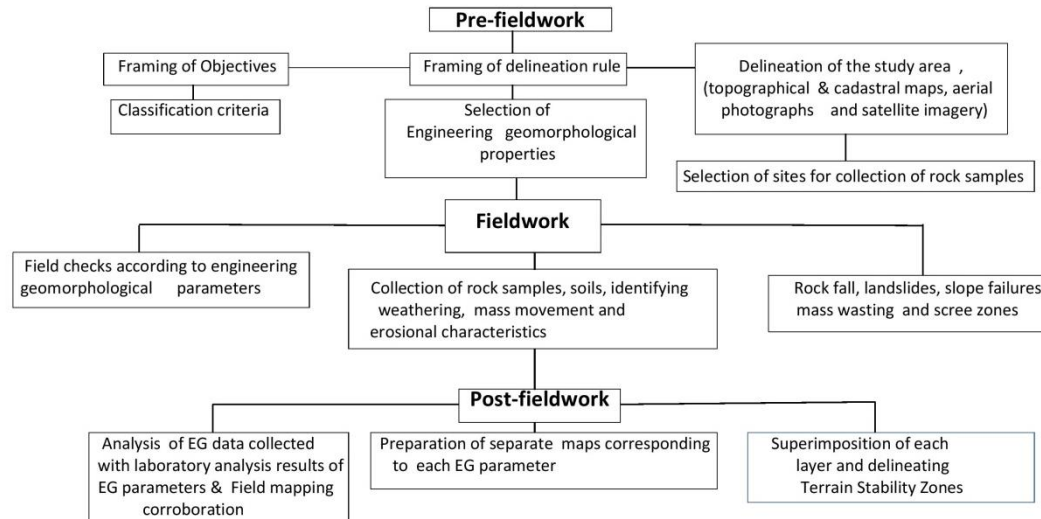 Pre-fieldwork
Framing of Objectives
Framing of delineation rule
Delineation of the study area ,
(topographical & cadastral maps, aerial
photographs and satellite imagery)
Classification criteria
Selection of
Engineering geomorphological
properties
Selection of sites for collection of rock samples
Fieldwork
Field checks according to engineering
geomorphological parameters
Collection of rock samples, soils, identifying
weathering, mass movement and
erosional characteristics
Rock fall, landslides, slope failures
mass wasting and scree zones
Post-fieldwork
Analysis of EG data collected
with laboratory analysis results of
EG parameters & Field mapping
corroboration
Preparation of separate maps corresponding
to each EG parameter
Superimposition of each
layer and delineating
Terrain Stability Zones